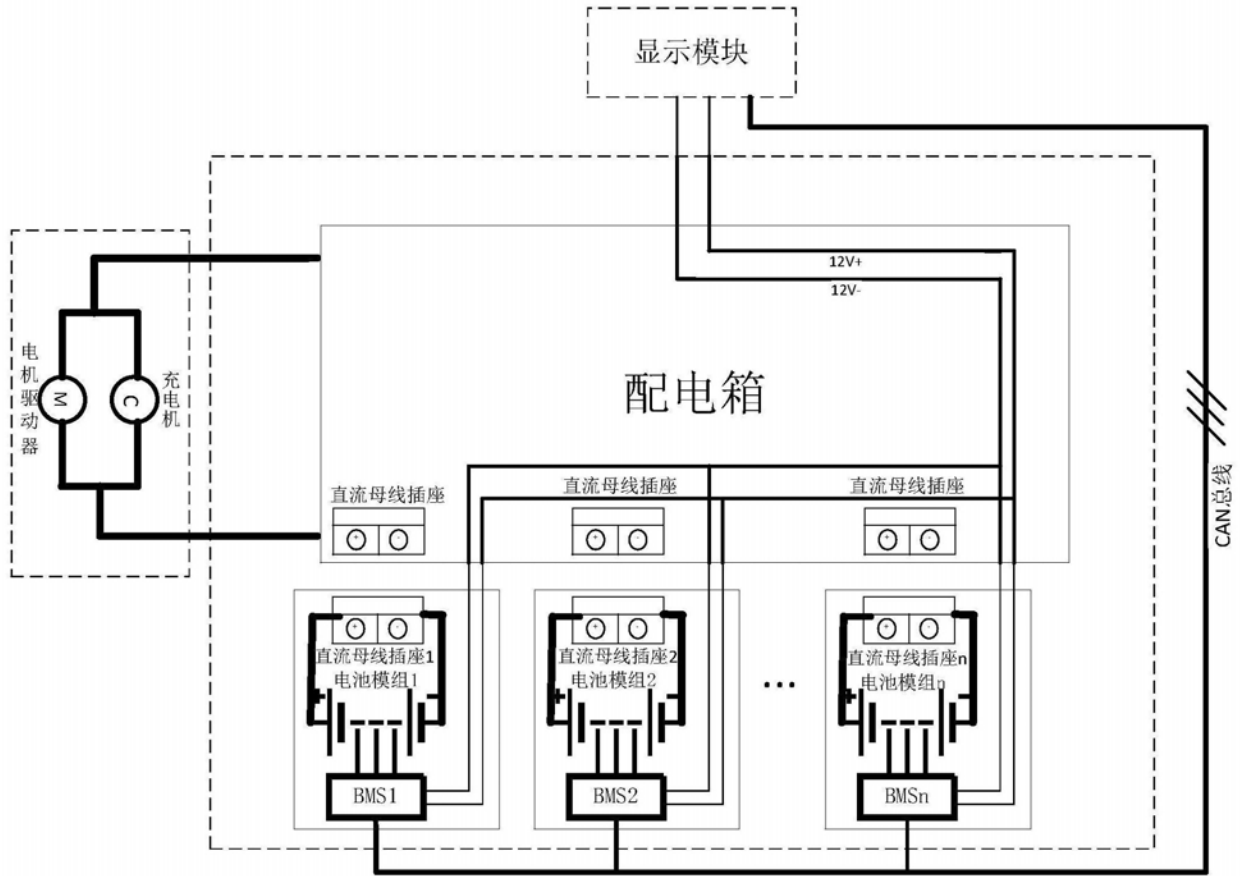 显示模块
12V+
12V-
电机驱动器
M
C
充电机
配电箱
CAN总线
直流母线插座
直流母线插座
直流母线插座
+ -
+ -
+ -
+ -
+ -
+ -
直流母线插座1
直流母线插座2
直流母线插座n
电池模组1
电池模组2
...
电池模组n
+ -
+ -
+ -
BMS1
BMS2
BMSn